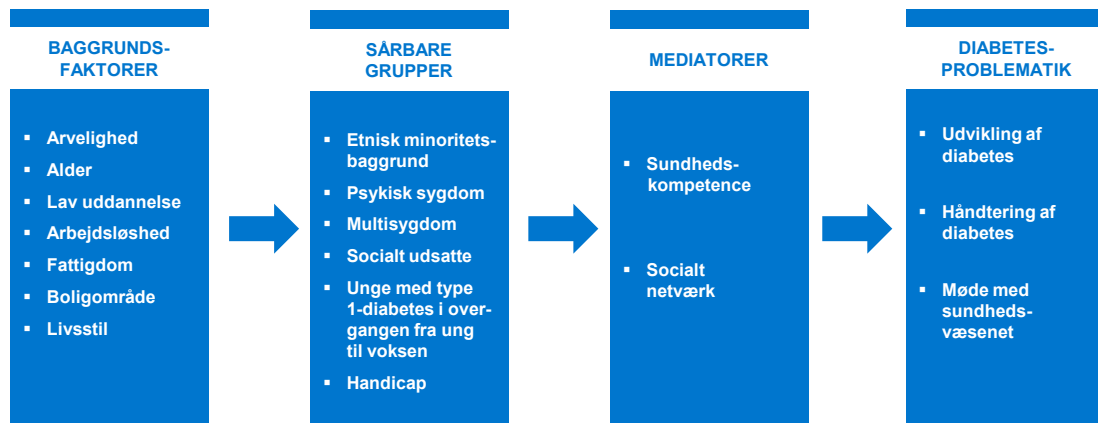 BAGGRUNDS-
FAKTORER
▪ Arvelighed
▪ Alder
▪ Lav uddannelse
▪ Arbejdsløshed
▪ Fattigdom
▪ Boligområde
▪ Livsstil
SÅRBARE
GRUPPER
▪ Etnisk minoritets-
baggrund
▪ Psykisk sygdom
▪ Multisygdom
▪ Socialt udsatte
▪ Unge med type
1-diabetes i over-
gangen fra ung
til voksen
▪ Handicap
MEDIATORER
▪ Sundheds-
kompetence
▪ Socialt
netværk
DIABETES-
PROBLEMATIK
▪ Udvikling af
diabetes
▪ Håndtering af
diabetes
▪ Møde med
sundheds-
væsenet